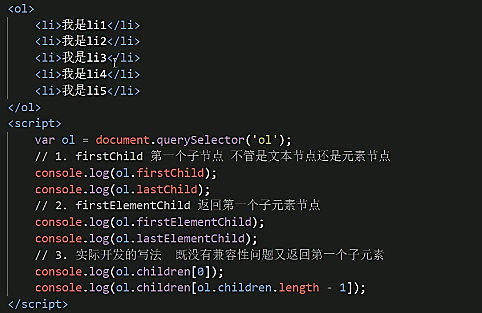 <ol>
<li>我是li1</li>
<li>我是li2</li>
<li>我是li3</li>
<li>我是li4</li>
<li>我是li5</li>
</ol>
<script>
var ol = document.querySelector('ol');
// 1. firstChild 第一个子节点 不管是文本节点还是元素节点
console.log(ol.firstChild);
console.log(ol.lastChild);
// 2. firstElementChild 返回第一个子元素节点
console.log(ol.firstElementChild);
console.log(ol.lastElementChild);
// 3. 实际开发的写法 既没有兼容性问题又返回第一个子元素
console.log(ol.children[0]);
console.log(ol.children[ol.children.length - 1]);
</script>